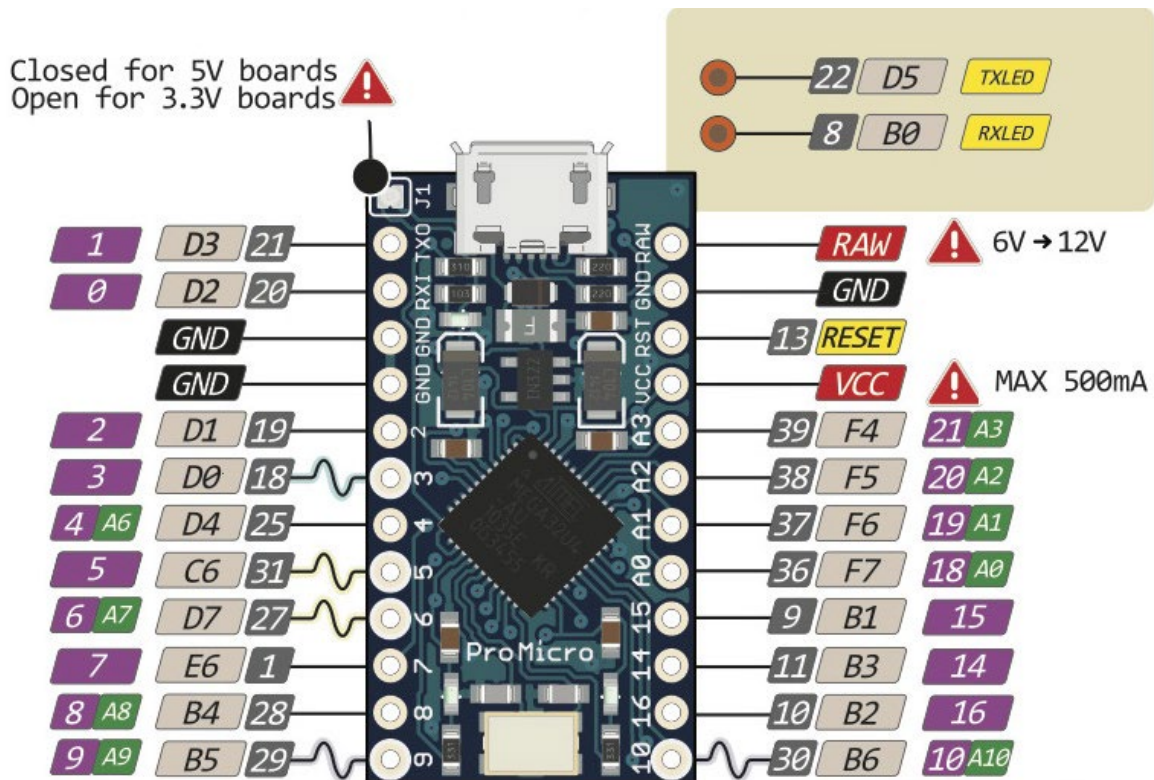 Closed for 5V boards
Open for 3.3V boards
22 D5 TXLED
8 B0 RXLED
J1
1 D3 21 TXO RAW RAW 6V→12V
0 D2 20 RXI GND GND
GND GND RST 13 RESET
GND GND VCC VCC MAX 500mA
2 D1 19 2 A3 39 F4 21 A3
3 D0 18 3 A2 38 F5 20 A2
4 A6 D4 25 4 A1 37 F6 19 A1
5 C6 31 5 A0 36 F7 18 A0
6 A7 D7 27 6 15 9 B1 15
7 E6 1 7 14 11 B3 14
8 A8 B4 28 8 16 10 B2 16
9 A9 B5 29 9 10 30 B6 10 A10
310 220
103 220
ProMicro
331 331